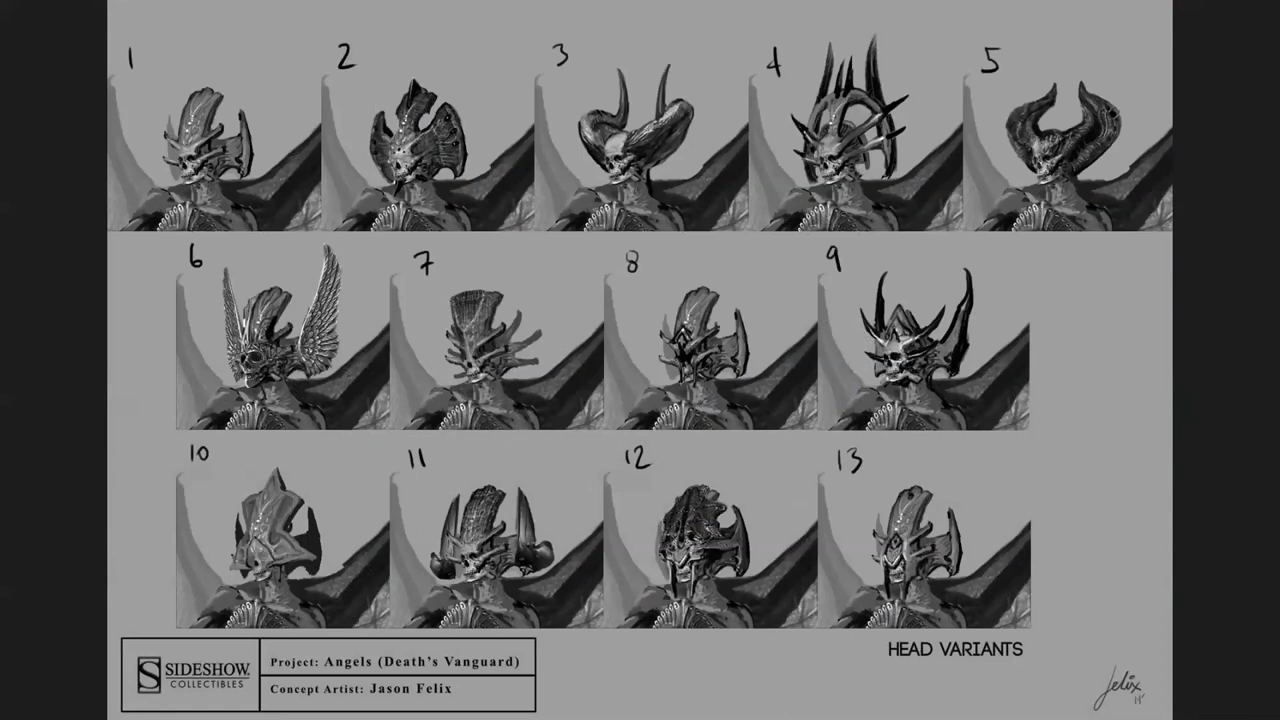 1
2
3
4
5
6
7
8
9
10
11
12
13
SIDESHOW
COLLECTIBLES
Project: Angels (Death's Vanguard)
Concept Artist: Jason Felix
HEAD VARIANTS
Felix